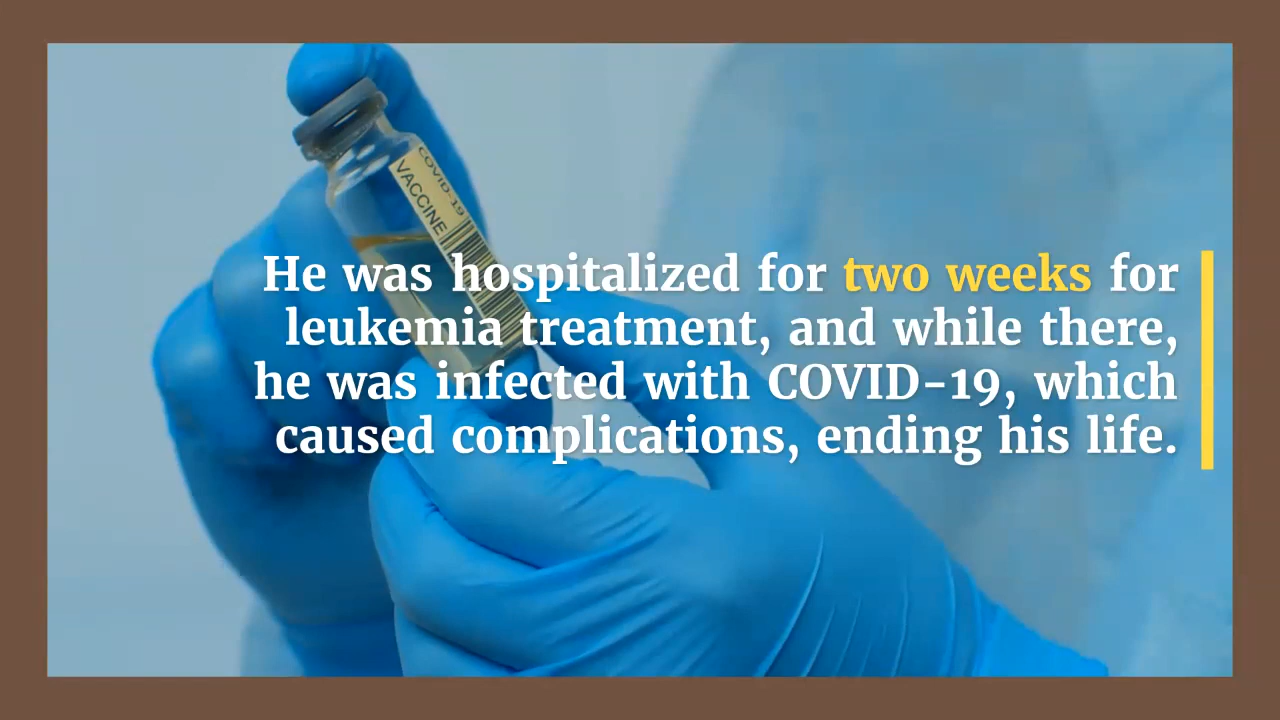 COVID-19
VACCINE
He was hospitalized for two weeks for
leukemia treatment, and while there,
he was infected with COVID-19, which
caused complications, ending his life.